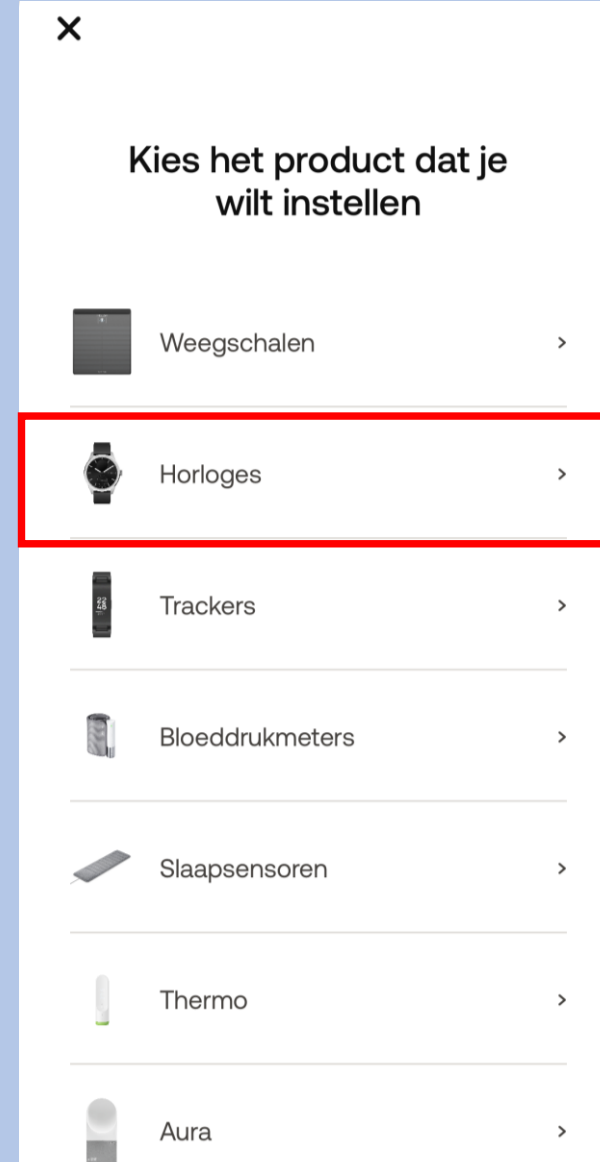 Kies het product dat je
wilt instellen
Weegschalen
Horloges
Trackers
Bloeddrukmeters
Slaapsensoren
Thermo
Aura